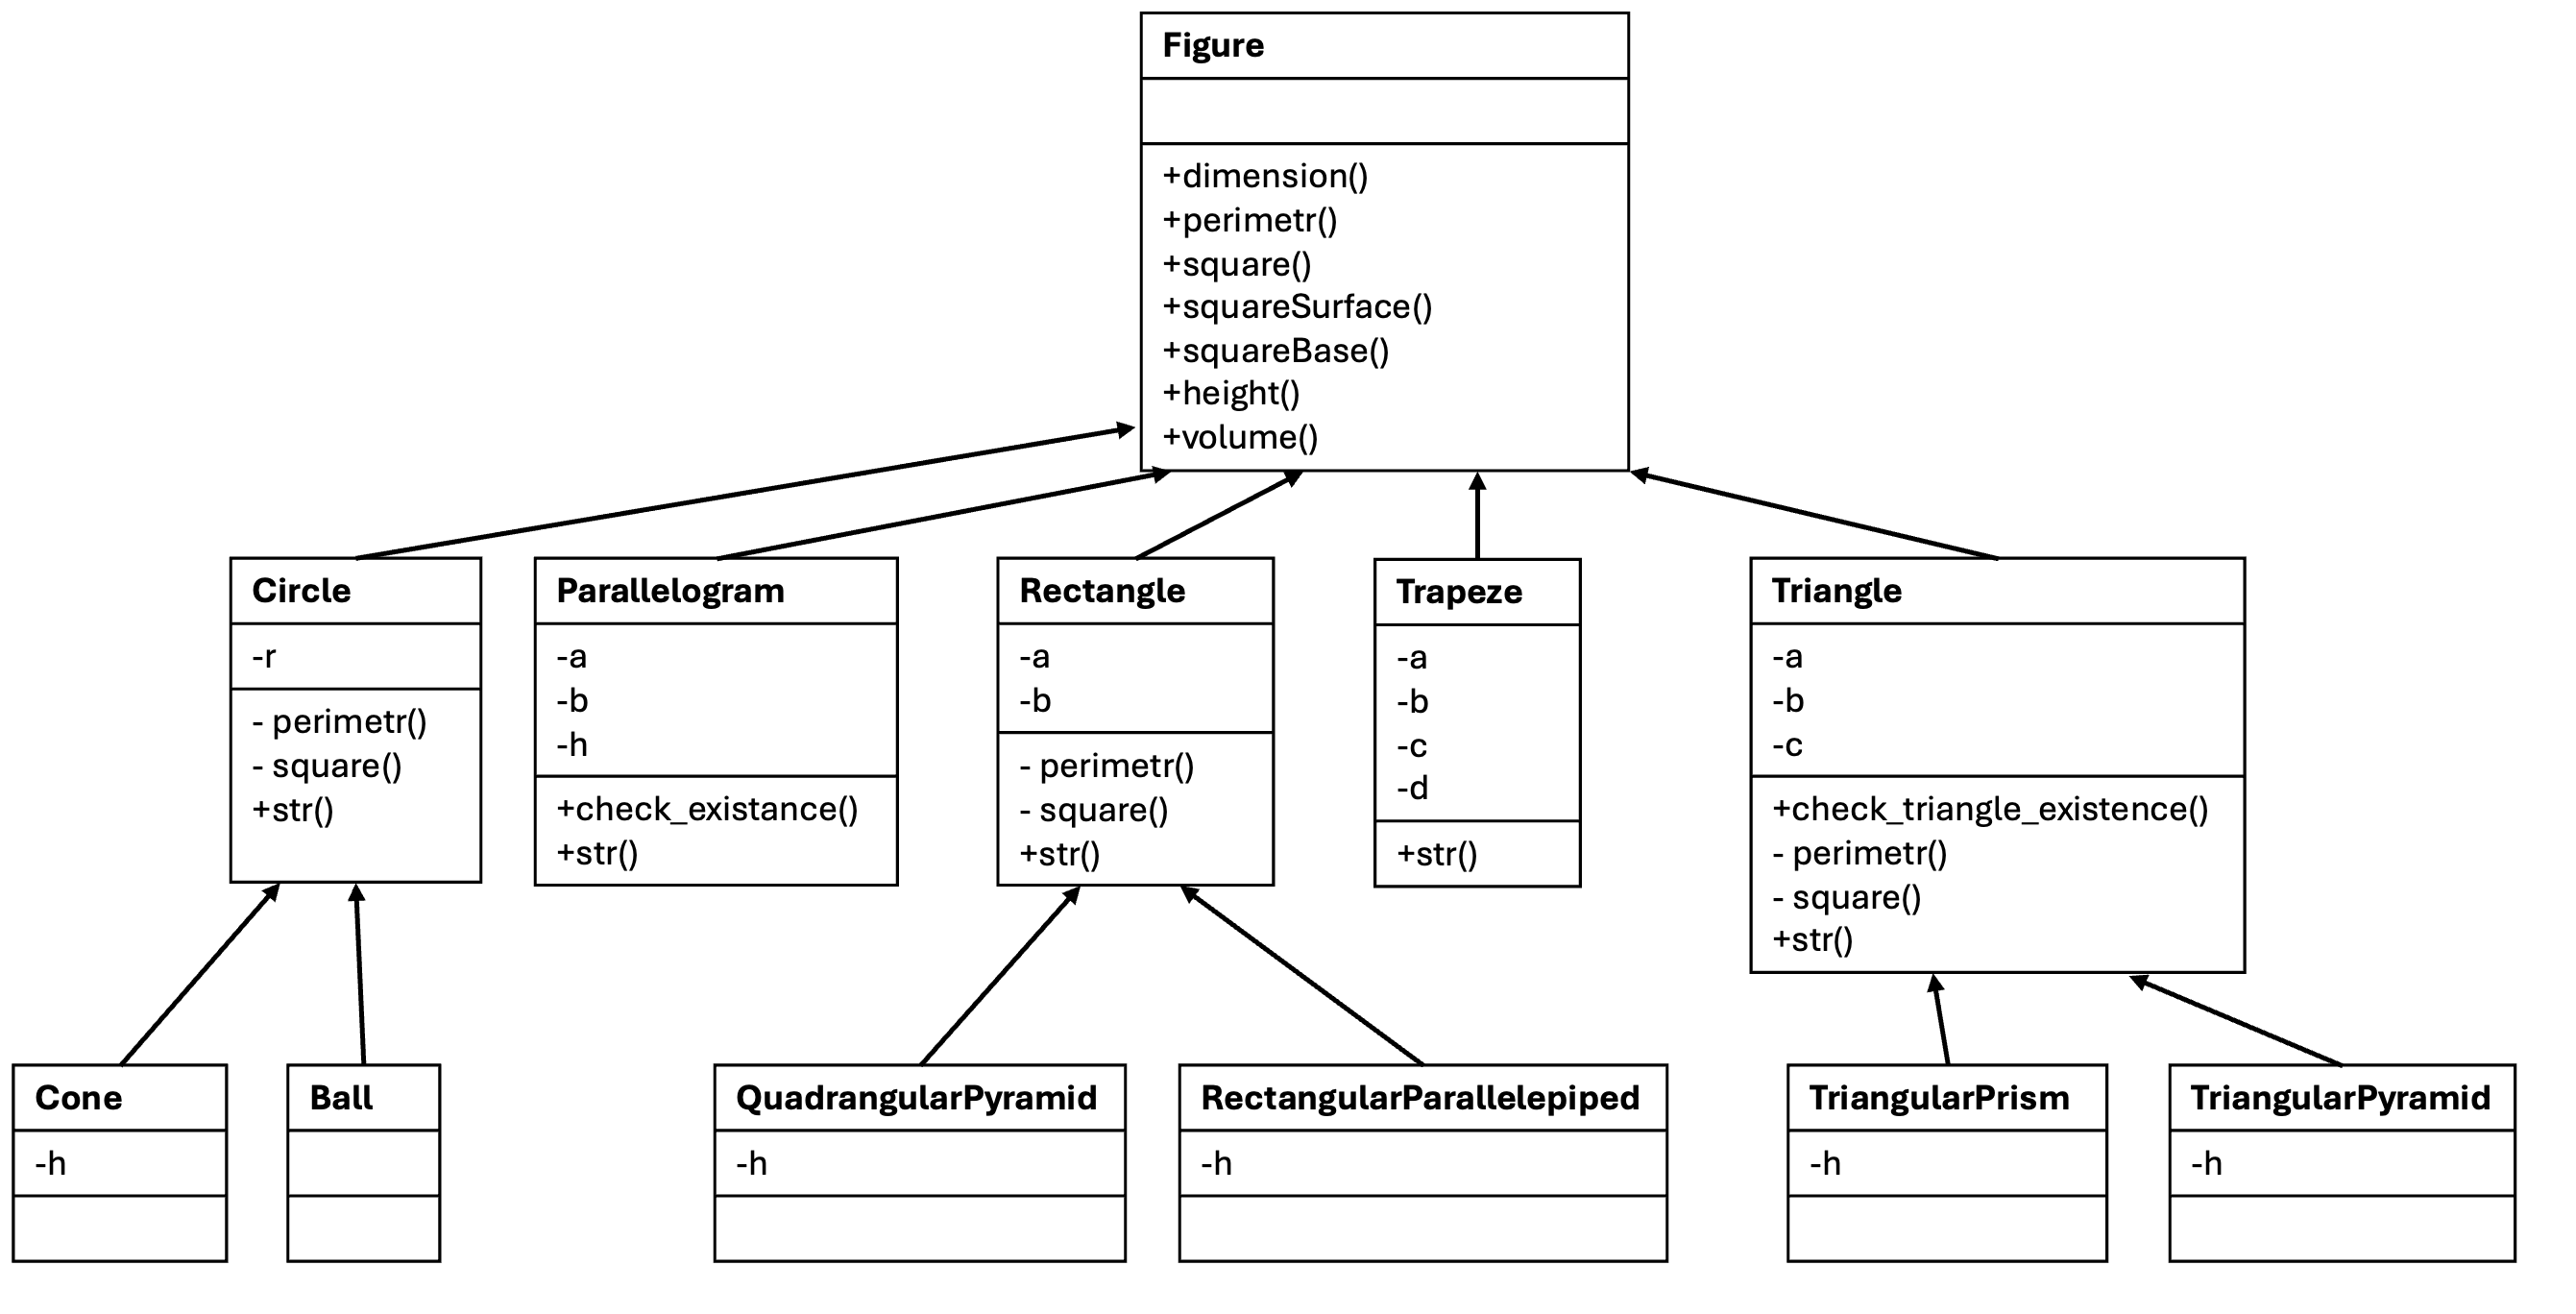 Figure
+dimension()
+perimetr()
+square()
+squareSurface()
+squareBase()
+height()
+volume()
Circle
-r
- perimetr()
- square()
+str()
Parallelogram
-a
-b
-h
+check_existance()
+str()
Rectangle
-a
-b
- perimetr()
- square()
+str()
Trapeze
-a
-b
-c
-d
+str()
Triangle
-a
-b
-c
+check_triangle_existence()
- perimetr()
- square()
+str()
Cone
-h
Ball
QuadrangularPyramid
-h
RectangularParallelepiped
-h
TriangularPrism
-h
TriangularPyramid
-h